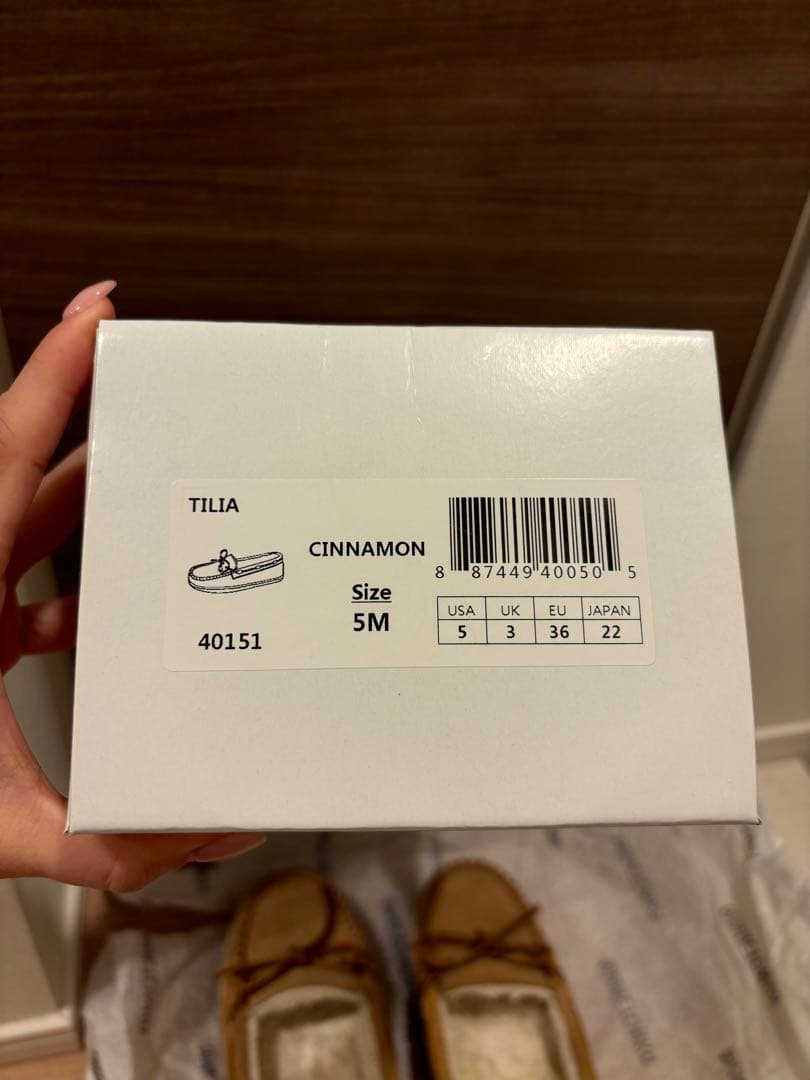 TILIA
CINNAMON
Size
5M
40151
8 87449 40050 5
USA UK EU JAPAN
5 3 36 22